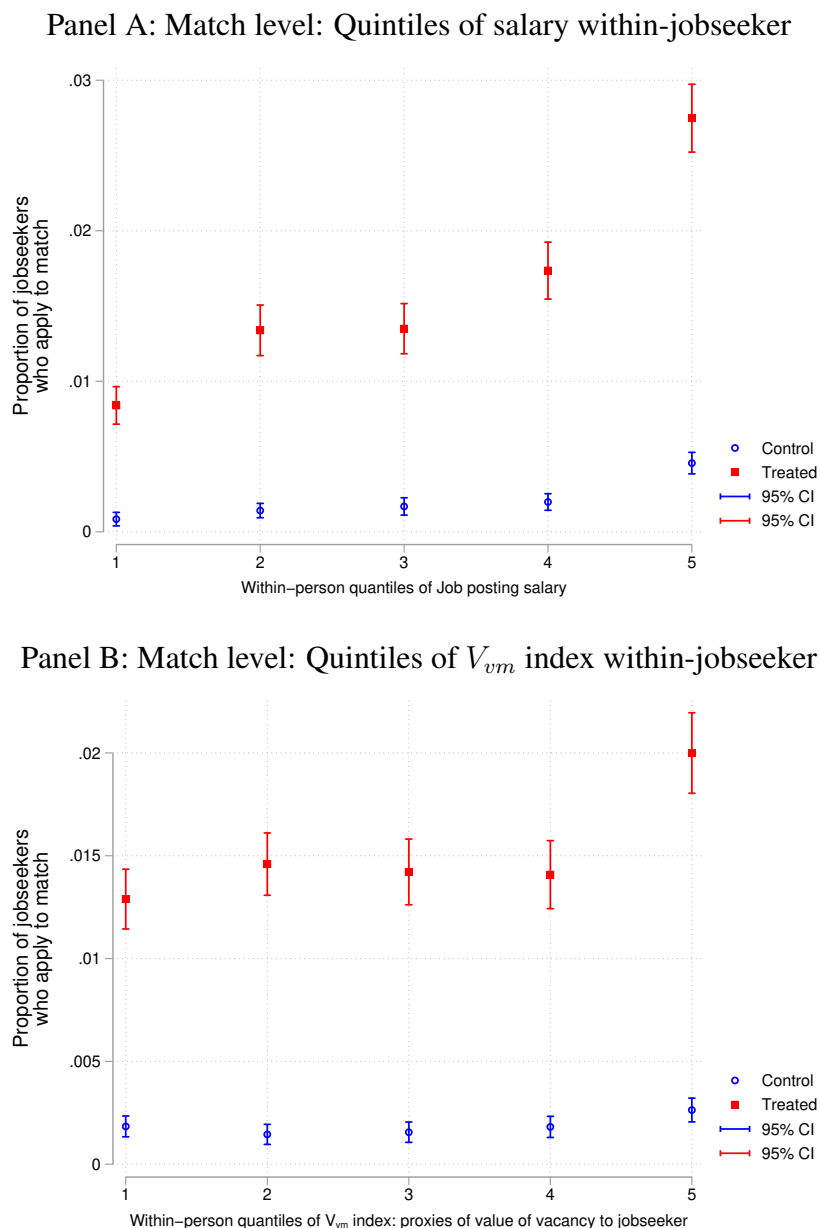 Panel A: Match level: Quintiles of salary within-jobseeker
.03
.02
.01
0
Proportion of jobseekers
who apply to match
1 2 3 4 5
Within−person quantiles of Job posting salary
Control
Treated
95% CI
95% CI
Panel B: Match level: Quintiles of V_{vm} index within-jobseeker
.02
.015
.01
.005
0
Proportion of jobseekers
who apply to match
1 2 3 4 5
Within−person quantiles of V_{vm} index: proxies of value of vacancy to jobseeker
Control
Treated
95% CI
95% CI